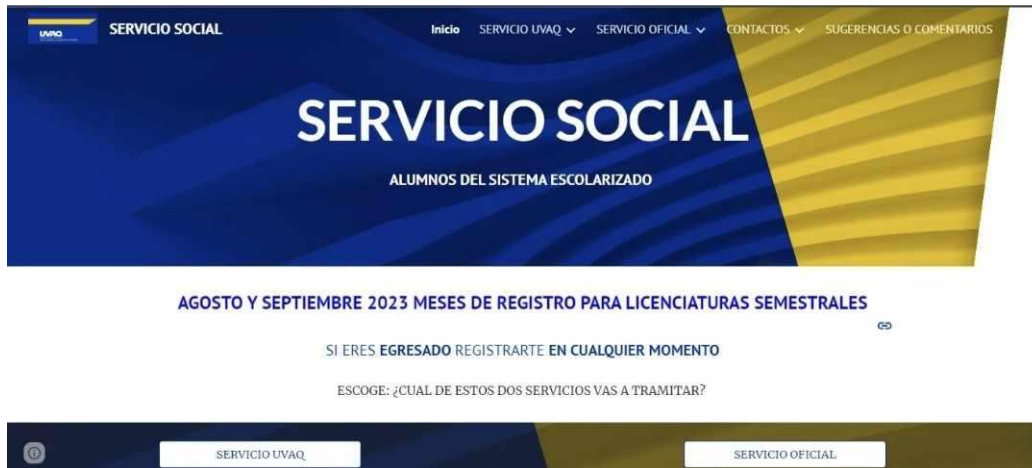 UVAQ
SERVICIO SOCIAL
Inicio
SERVICIO UVAQ
SERVICIO OFICIAL
CONTACTOS
SUGERENCIAS O COMENTARIOS
SERVICIO SOCIAL
ALUMNOS DEL SISTEMA ESCOLARIZADO
AGOSTO Y SEPTIEMBRE 2023 MESES DE REGISTRO PARA LICENCIATURAS SEMESTRALES
SI ERES EGRESADO REGISTRARTE EN CUALQUIER MOMENTO
ESCOGE: ¿CUAL DE ESTOS DOS SERVICIOS VAS A TRAMITAR?
SERVICIO UVAQ
SERVICIO OFICIAL